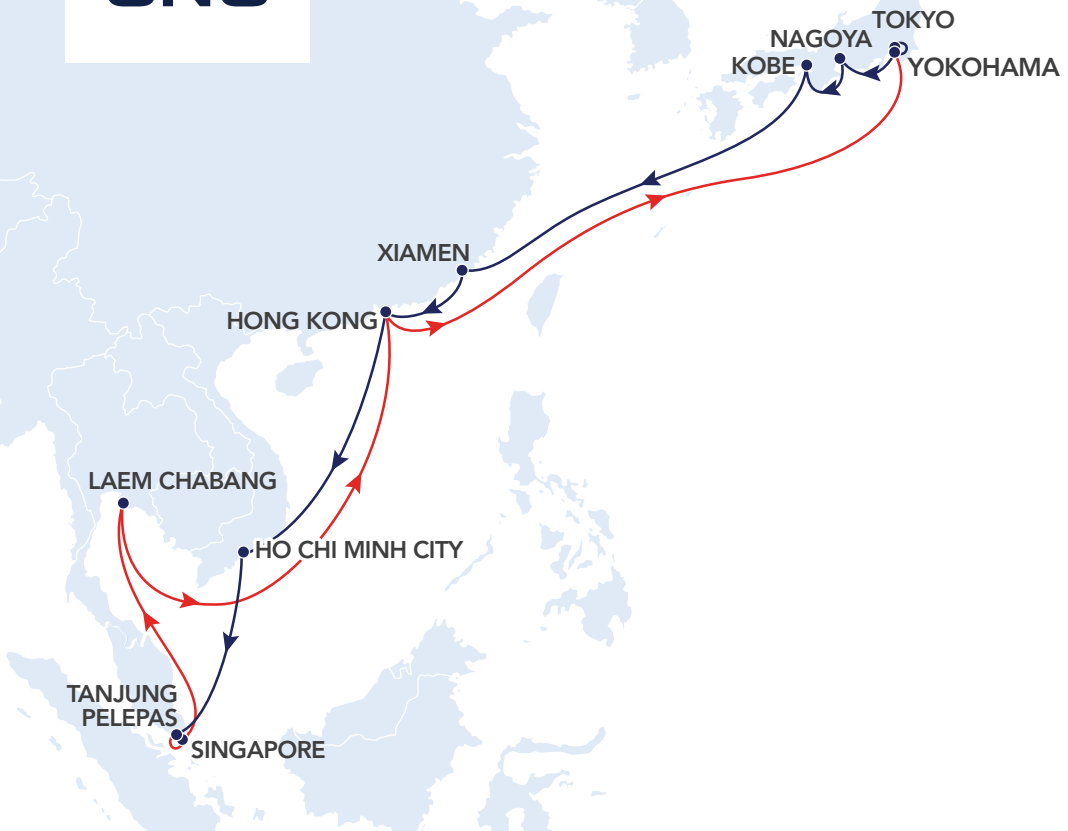 TOKYO
NAGOYA
KOBE
YOKOHAMA
XIAMEN
HONG KONG
LAEM CHABANG
HO CHI MINH CITY
TANJUNG
PELEPAS
SINGAPORE